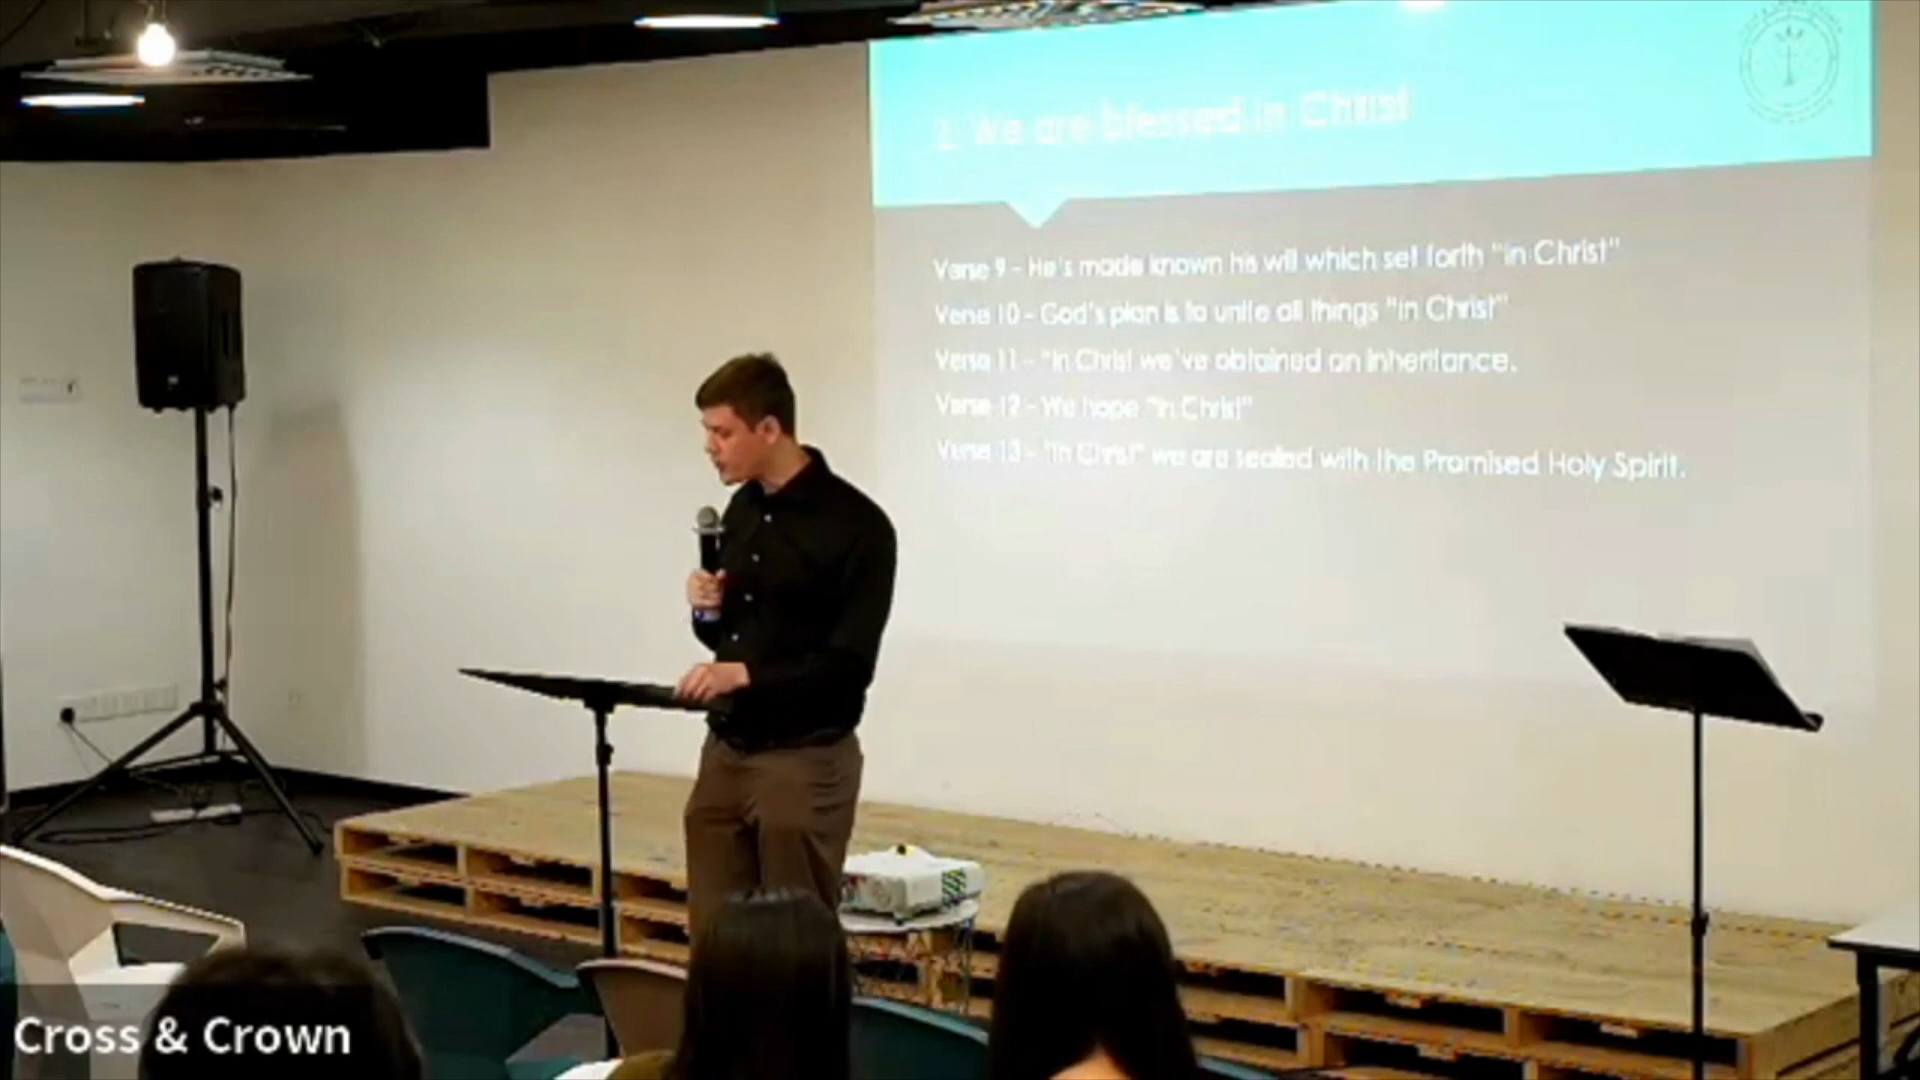 2. We are blessed in Christ
Verse 9 - He's made known his will which set forth "in Christ"
Verse 10 - God's plan is to unite all things "in Christ"
Verse 11 - "In Christ we've obtained an inheritance.
Verse 12 - We hope "in Christ"
Verse 13 - "In Christ" we are sealed with the Promised Holy Spirit.
Cross & Crown